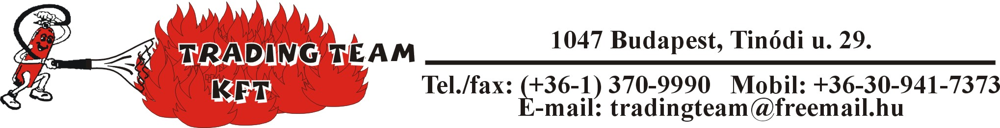 TRADING TEAM
KFT
1047 Budapest, Tinódi u. 29.
Tel./fax: (+36-1) 370-9990 Mobil: +36-30-941-7373
E-mail: tradingteam@freemail.hu